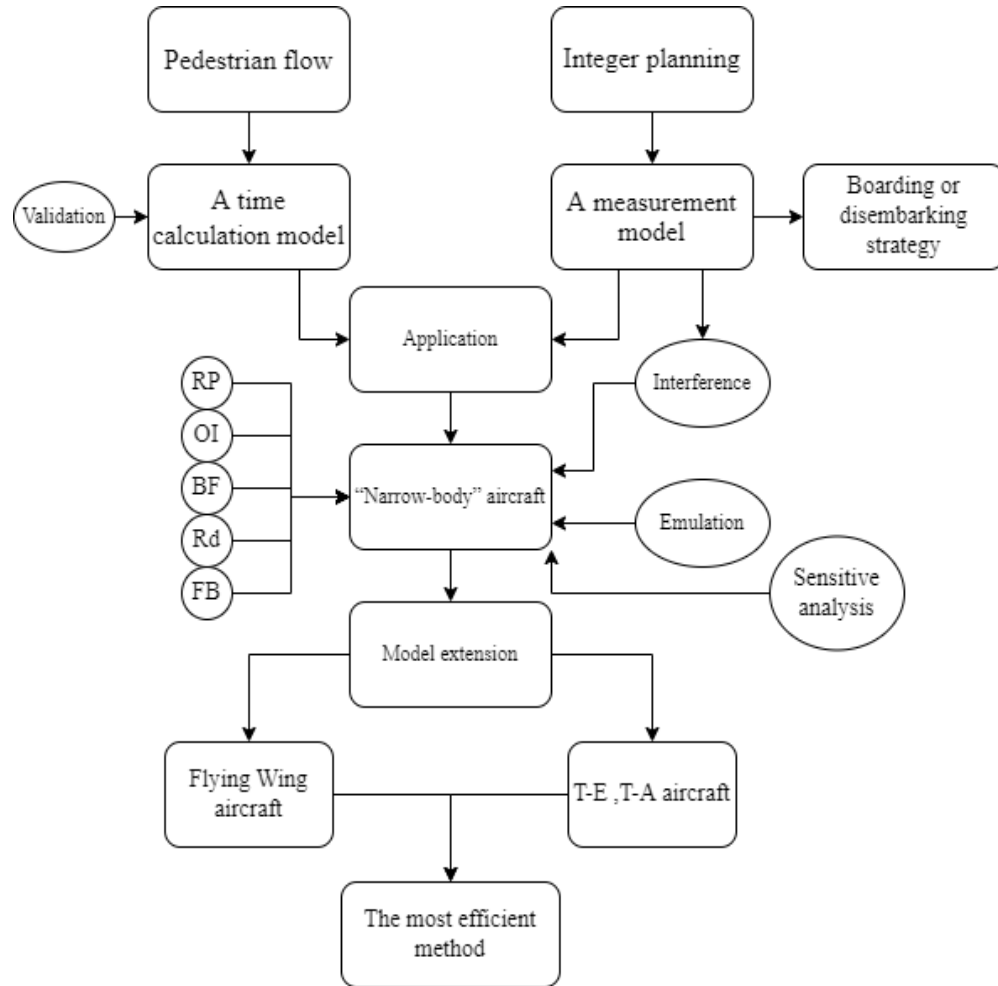 Pedestrian flow
Integer planning
Validation
A time
calculation model
A measurement
model
Boarding or
disembarking
strategy
Application
Interference
RP
OI
BF
Rd
FB
“Narrow-body” aircraft
Emulation
Sensitive
analysis
Model extension
Flying Wing
aircraft
T-E ,T-A aircraft
The most efficient
method